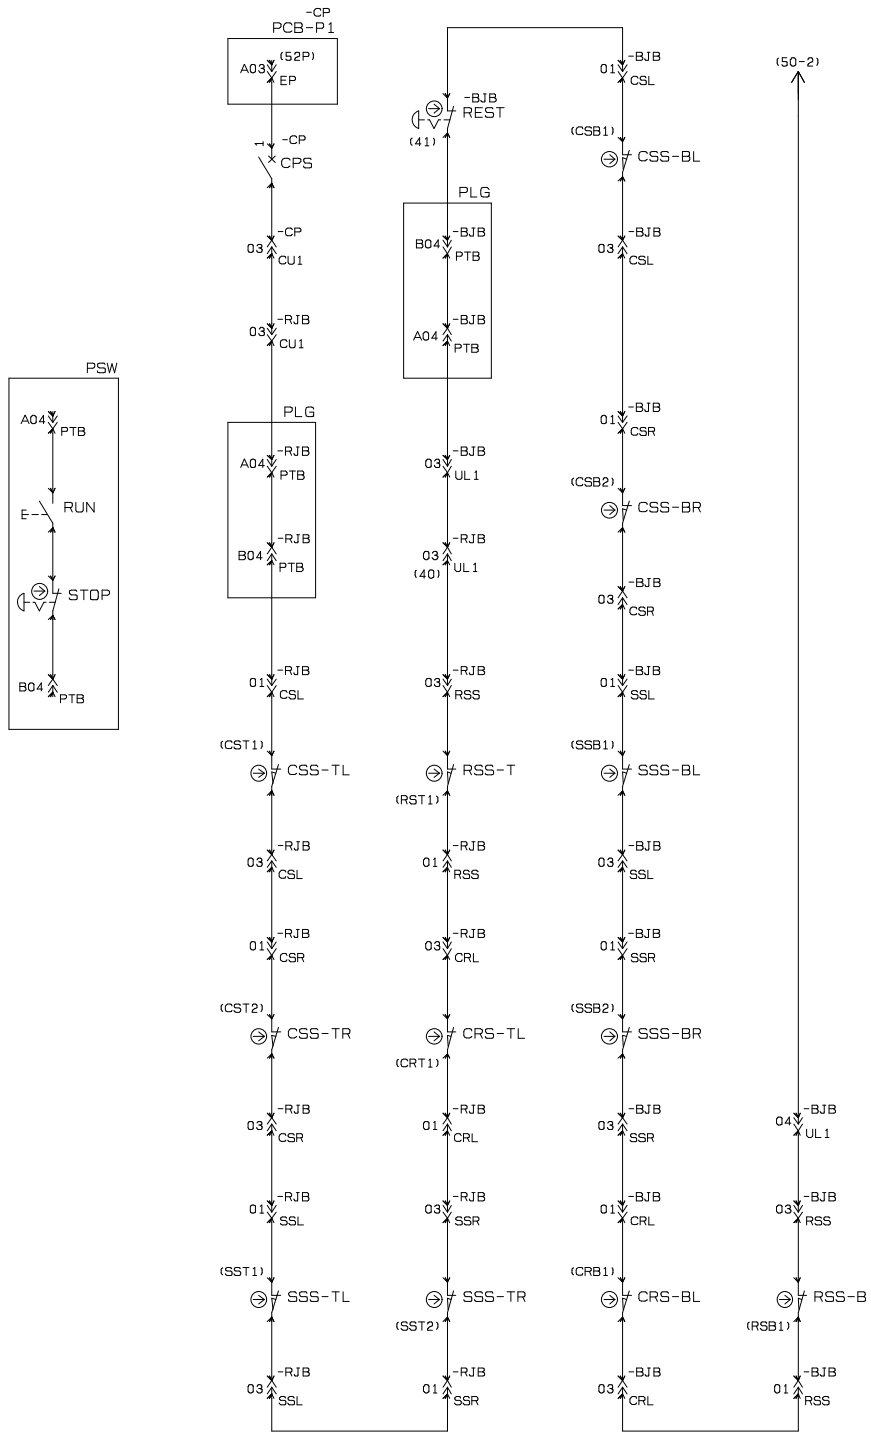 PSW
A04
PTB
RUN
STOP
B04
PTB
-CP
PCB-P1
(52P)
A03
EP
1
-CP
CPS
-CP
03
CU1
-RJB
03
CU1
PLG
-RJB
A04
PTB
-RJB
B04
PTB
-RJB
01
CSL
(CST1)
CSS-TL
-RJB
03
CSL
-RJB
01
CSR
(CST2)
CSS-TR
-RJB
03
CSR
-RJB
01
SSL
(SST1)
SSS-TL
-RJB
03
SSL
-BJB
REST
(41)
PLG
-BJB
B04
PTB
-BJB
A04
PTB
-BJB
03
UL1
-RJB
03
(40)
UL1
-RJB
03
RSS
RSS-T
(RST1)
-RJB
01
RSS
-RJB
03
CRL
CRS-TL
(CRT1)
-RJB
01
CRL
-RJB
03
SSR
SSS-TR
(SST2)
-RJB
01
SSR
-BJB
01
CSL
(CSB1)
CSS-BL
-BJB
03
CSL
-BJB
01
CSR
(CSB2)
CSS-BR
-BJB
03
CSR
-BJB
01
SSL
(SSB1)
SSS-BL
-BJB
03
SSL
-BJB
01
SSR
(SSB2)
SSS-BR
-BJB
03
SSR
-BJB
01
CRL
(CRB1)
CRS-BL
-BJB
03
CRL
(50-2)
-BJB
04
UL1
-BJB
03
RSS
RSS-B
(RSB1)
-BJB
01
RSS